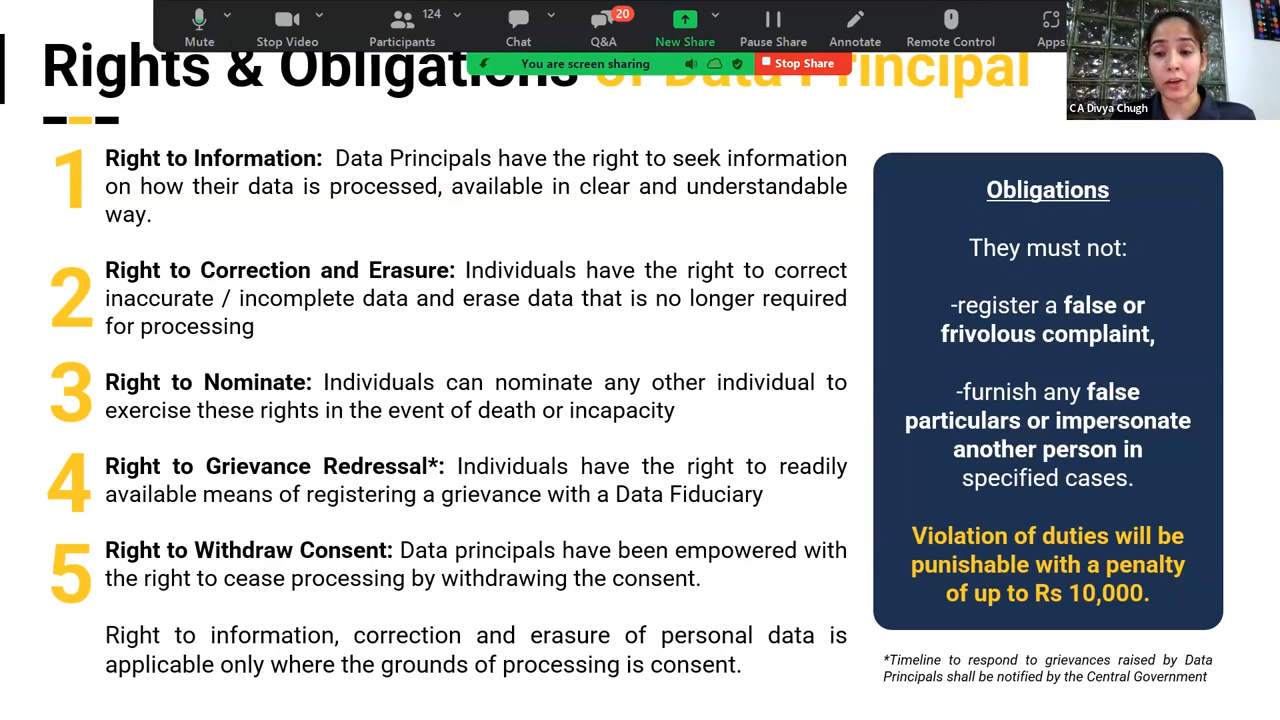 Mute
Stop Video
124
Participants
Chat
20
Q&A
New Share
Pause Share
Annotate
Remote Control
Apps
You are screen sharing
Stop Share
Rights & Obligations of Data Principal
CA Divya Chugh
1
Right to Information: Data Principals have the right to seek information
on how their data is processed, available in clear and understandable
way.
2
Right to Correction and Erasure: Individuals have the right to correct
inaccurate / incomplete data and erase data that is no longer required
for processing
3
Right to Nominate: Individuals can nominate any other individual to
exercise these rights in the event of death or incapacity
4
Right to Grievance Redressal*: Individuals have the right to readily
available means of registering a grievance with a Data Fiduciary
5
Right to Withdraw Consent: Data principals have been empowered with
the right to cease processing by withdrawing the consent.
Right to information, correction and erasure of personal data is
applicable only where the grounds of processing is consent.
Obligations
They must not:
-register a false or
frivolous complaint,
-furnish any false
particulars or impersonate
another person in
specified cases.
Violation of duties will be
punishable with a penalty
of up to Rs 10,000.
*Timeline to respond to grievances raised by Data
Principals shall be notified by the Central Government